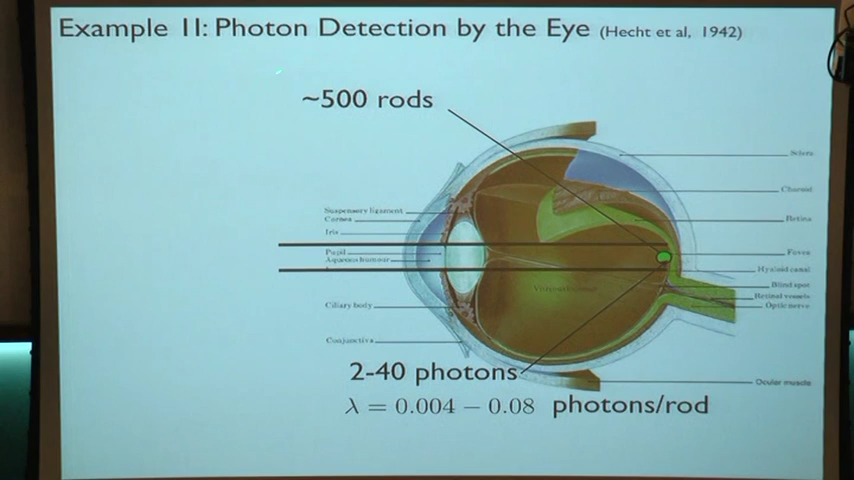 Example II: Photon Detection by the Eye (Hecht et al, 1942)
~500 rods
Sclera
Choroid
Retina
Suspensory ligament
Cornea
Iris
Pupil
Aqueous humour
Fovea
Hyaloid canal
Blind spot
Retinal vessels
Optic nerve
Ciliary body
Conjunctiva
Ocular muscle
2-40 photons
λ = 0.004 − 0.08 photons/rod